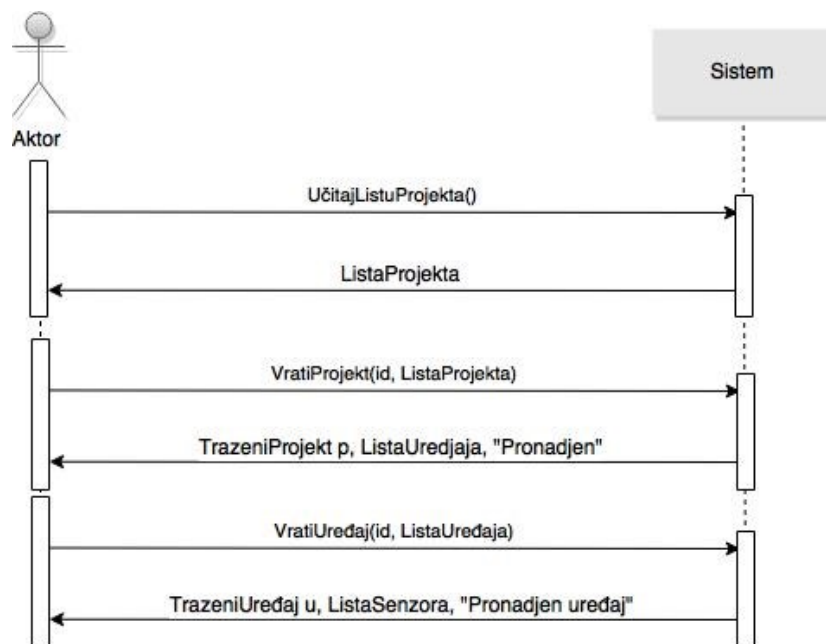 Sistem
Aktor
UčitajListuProjekta()
ListaProjekta
VratiProjekt(id, ListaProjekta)
TrazeniProjekt p, ListaUredjaja, "Pronadjen"
VratiUređaj(id, ListaUređaja)
TrazeniUređaj u, ListaSenzora, "Pronadjen uređaj"